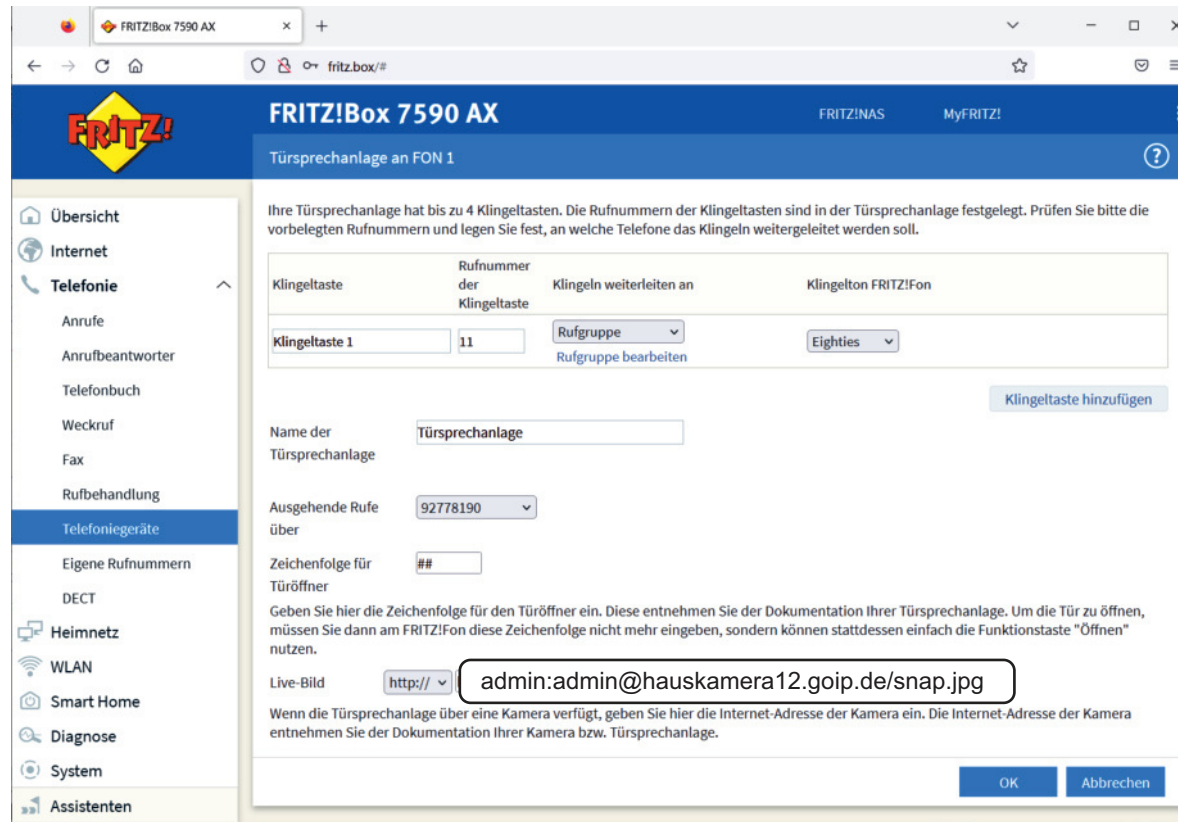 FRITZ!Box 7590 AX
fritz.box/#
FRITZ!
FRITZ!Box 7590 AX
FRITZ!NAS
MyFRITZ!
Türsprechanlage an FON 1
?
Übersicht
Internet
Telefonie
Anrufe
Anrufbeantworter
Telefonbuch
Weckruf
Fax
Rufbehandlung
Telefoniegeräte
Eigene Rufnummern
DECT
Heimnetz
WLAN
Smart Home
Diagnose
System
Assistenten
Ihre Türsprechanlage hat bis zu 4 Klingeltasten. Die Rufnummern der Klingeltasten sind in der Türsprechanlage festgelegt. Prüfen Sie bitte die
vorbelegten Rufnummern und legen Sie fest, an welche Telefone das Klingeln weitergeleitet werden soll.
Klingeltaste
Rufnummer
der
Klingeltaste
Klingeln weiterleiten an
Klingelton FRITZ!Fon
Klingeltaste 1
11
Rufgruppe
Rufgruppe bearbeiten
Eighties
Klingeltaste hinzufügen
Name der
Türsprechanlage
Türsprechanlage
Ausgehende Rufe
über
92778190
Zeichenfolge für
Türöffner
##
Geben Sie hier die Zeichenfolge für den Türöffner ein. Diese entnehmen Sie der Dokumentation Ihrer Türsprechanlage. Um die Tür zu öffnen,
müssen Sie dann am FRITZ!Fon diese Zeichenfolge nicht mehr eingeben, sondern können stattdessen einfach die Funktionstaste "Öffnen"
nutzen.
Live-Bild
http://
admin:admin@hauskamera12.goip.de/snap.jpg
Wenn die Türsprechanlage über eine Kamera verfügt, geben Sie hier die Internet-Adresse der Kamera ein. Die Internet-Adresse der Kamera
entnehmen Sie der Dokumentation Ihrer Kamera bzw. Türsprechanlage.
OK
Abbrechen